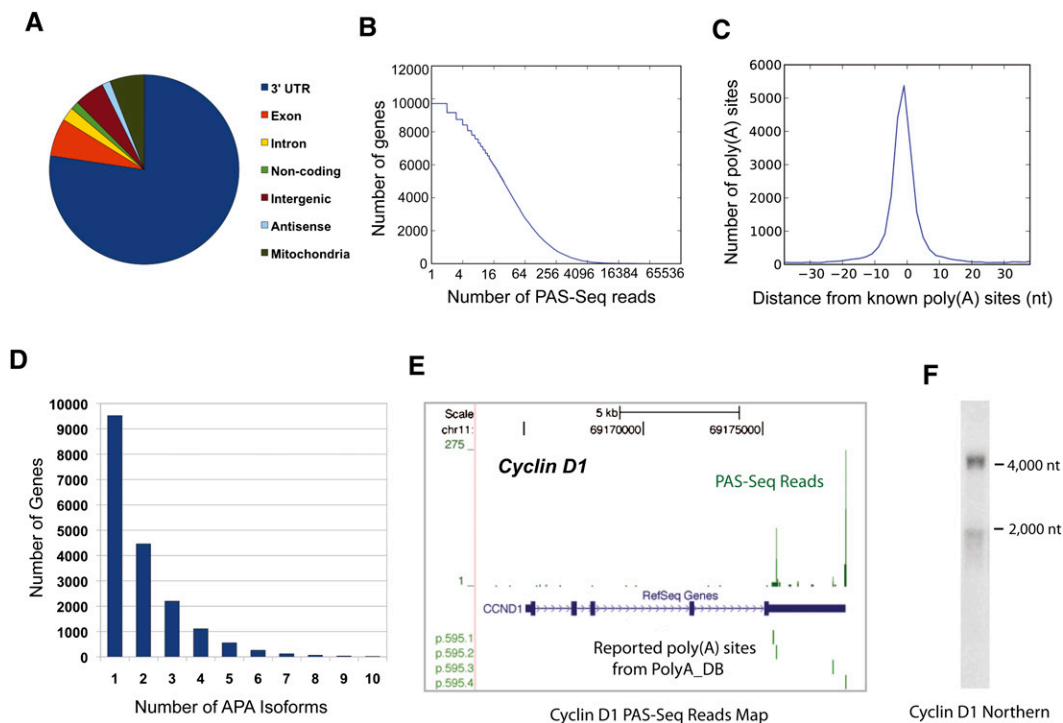 A
3' UTR
Exon
Intron
Non-coding
Intergenic
Antisense
Mitochondria
B
Number of genes
12000
10000
8000
6000
4000
2000
0
1 4 16 64 256 4096 16384 65536
Number of PAS-Seq reads
C
Number of poly(A) sites
6000
5000
4000
3000
2000
1000
0
−30 −20 −10 0 10 20 30
Distance from known poly(A) sites (nt)
D
Number of Genes
10000
9000
8000
7000
6000
5000
4000
3000
2000
1000
0
1 2 3 4 5 6 7 8 9 10
Number of APA Isoforms
E
Scale
5 kb
chr11:
69170000
69175000
275
Cyclin D1
PAS-Seq Reads
1
RefSeq Genes
CCND1
p.595.1
p.595.2
p.595.3
p.595.4
Reported poly(A) sites
from PolyA_DB
Cyclin D1 PAS-Seq Reads Map
F
4,000 nt
2,000 nt
Cyclin D1 Northern